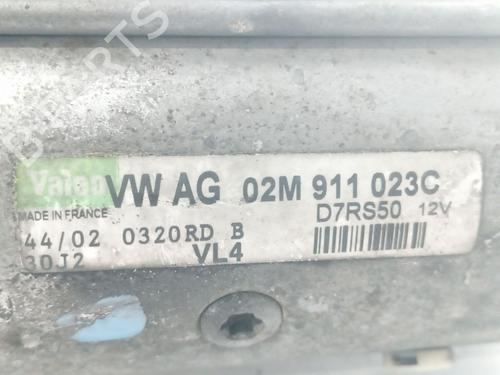 Valeo VW AG 02M 911 023C
MADE IN FRANCE D7RS50 12V
44/02 0320RD B
30J2 VL4